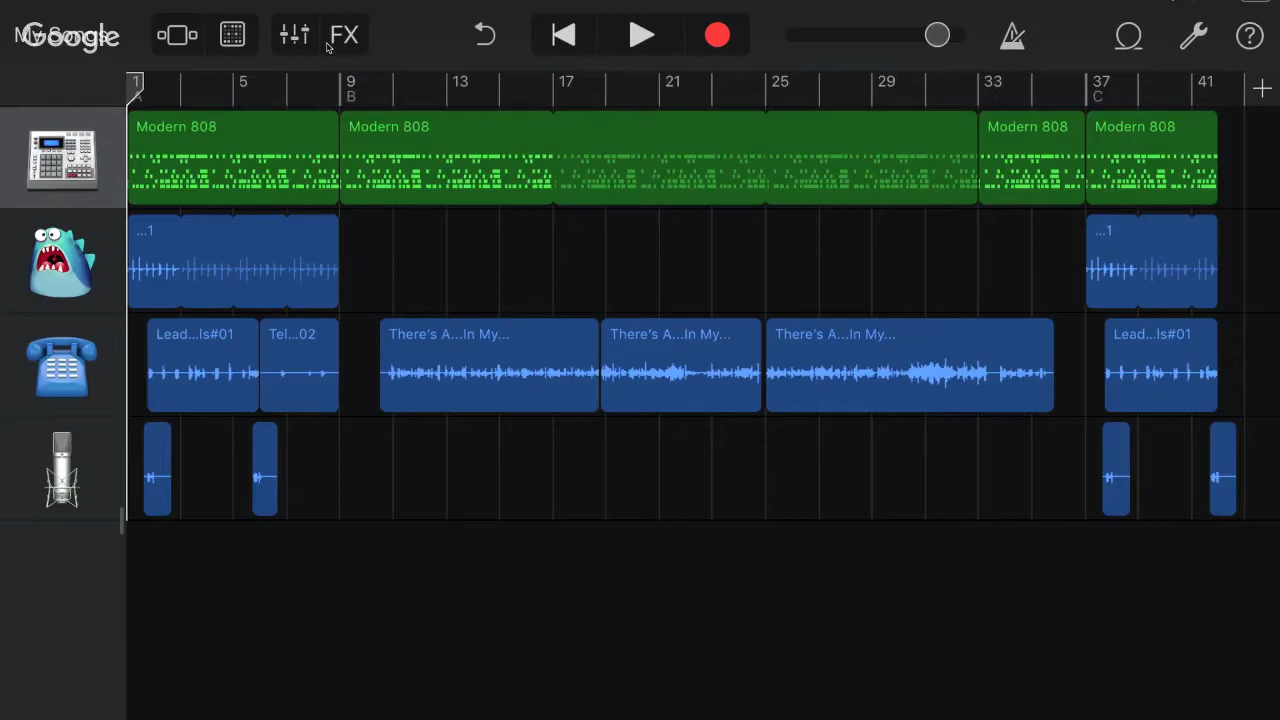 My Songs
Google
FX
1 5 9 13 17 21 25 29 33 37 41
A B C
Modern 808 Modern 808 Modern 808 Modern 808
...1 ...1
Lead...ls#01 Tel...02 There's A...In My... There's A...In My... There's A...In My... Lead...ls#01